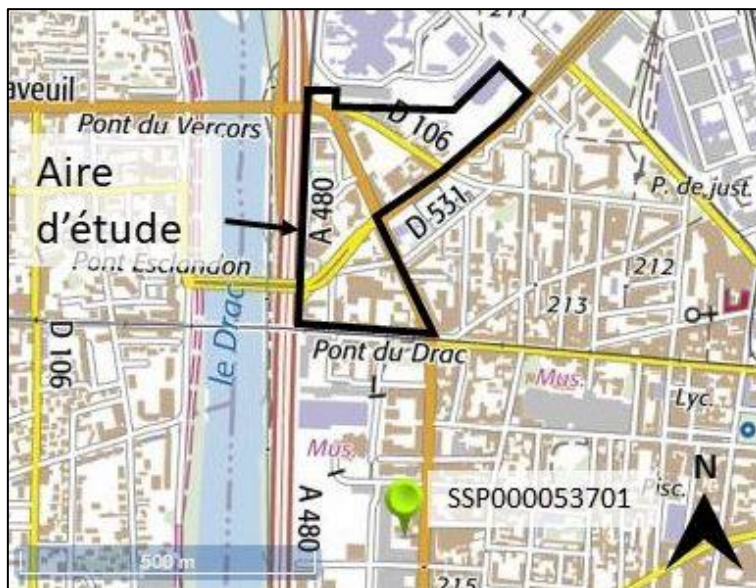 211
aveuil
Pont du Vercors
D 106
Aire
d'étude
A 480
D 531
P. de just.
Pont Esclandon
212
213
D 106
le Drac
Pont du Drac
Mus.
Lyc.
Mus.
N
SSP000053701
Pisc.
A 480
500 m
215